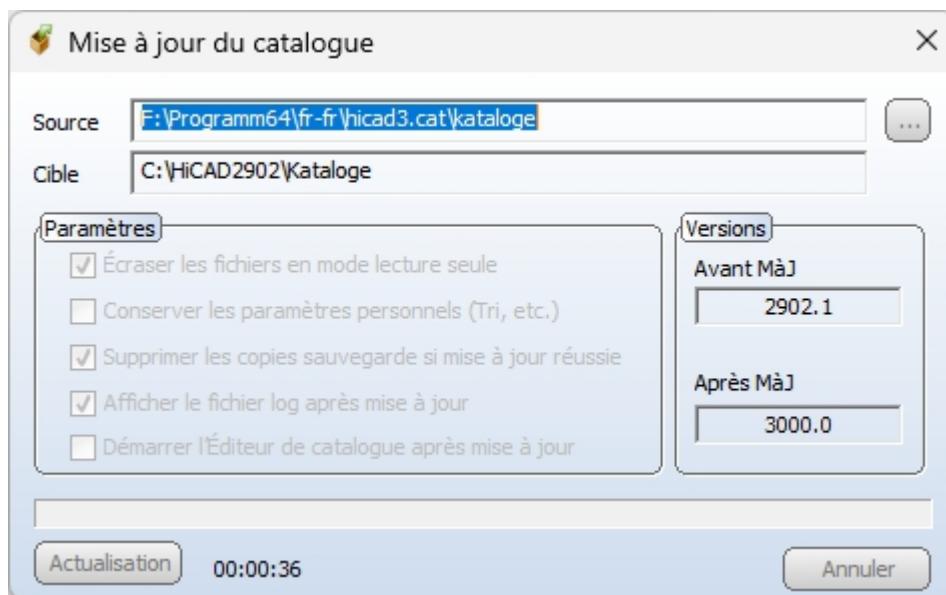 Mise à jour du catalogue
Source F:\Programm64\fr-fr\hicad3.cat\kataloge ...
Cible C:\HiCAD2902\Kataloge
Paramètres
Écraser les fichiers en mode lecture seule
Conserver les paramètres personnels (Tri, etc.)
Supprimer les copies sauvegarde si mise à jour réussie
Afficher le fichier log après mise à jour
Démarrer l'Éditeur de catalogue après mise à jour
Versions
Avant MàJ
2902.1
Après MàJ
3000.0
Actualisation 00:00:36 Annuler